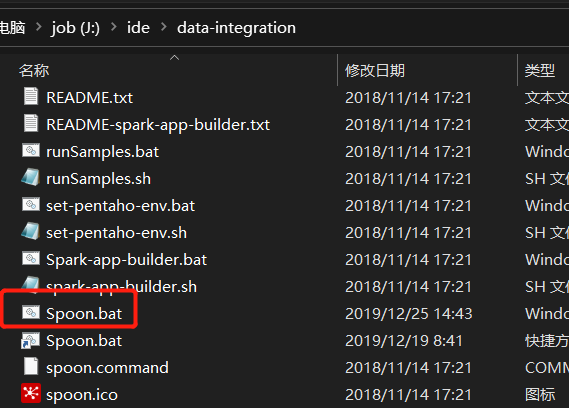 电脑 > job (J:) > ide > data-integration
名称 修改日期 类型
README.txt 2018/11/14 17:21 文本文
README-spark-app-builder.txt 2018/11/14 17:21 文本文
runSamples.bat 2018/11/14 17:21 Windo
runSamples.sh 2018/11/14 17:21 SH 文件
set-pentaho-env.bat 2018/11/14 17:21 Windo
set-pentaho-env.sh 2018/11/14 17:21 SH 文件
Spark-app-builder.bat 2018/11/14 17:21 Windo
spark-app-builder.sh 2018/11/14 17:21 SH 文件
Spoon.bat 2019/12/25 14:43 Windo
Spoon.bat 2019/12/19 8:41 快捷方
spoon.command 2018/11/14 17:21 COMM
spoon.ico 2018/11/14 17:21 图标